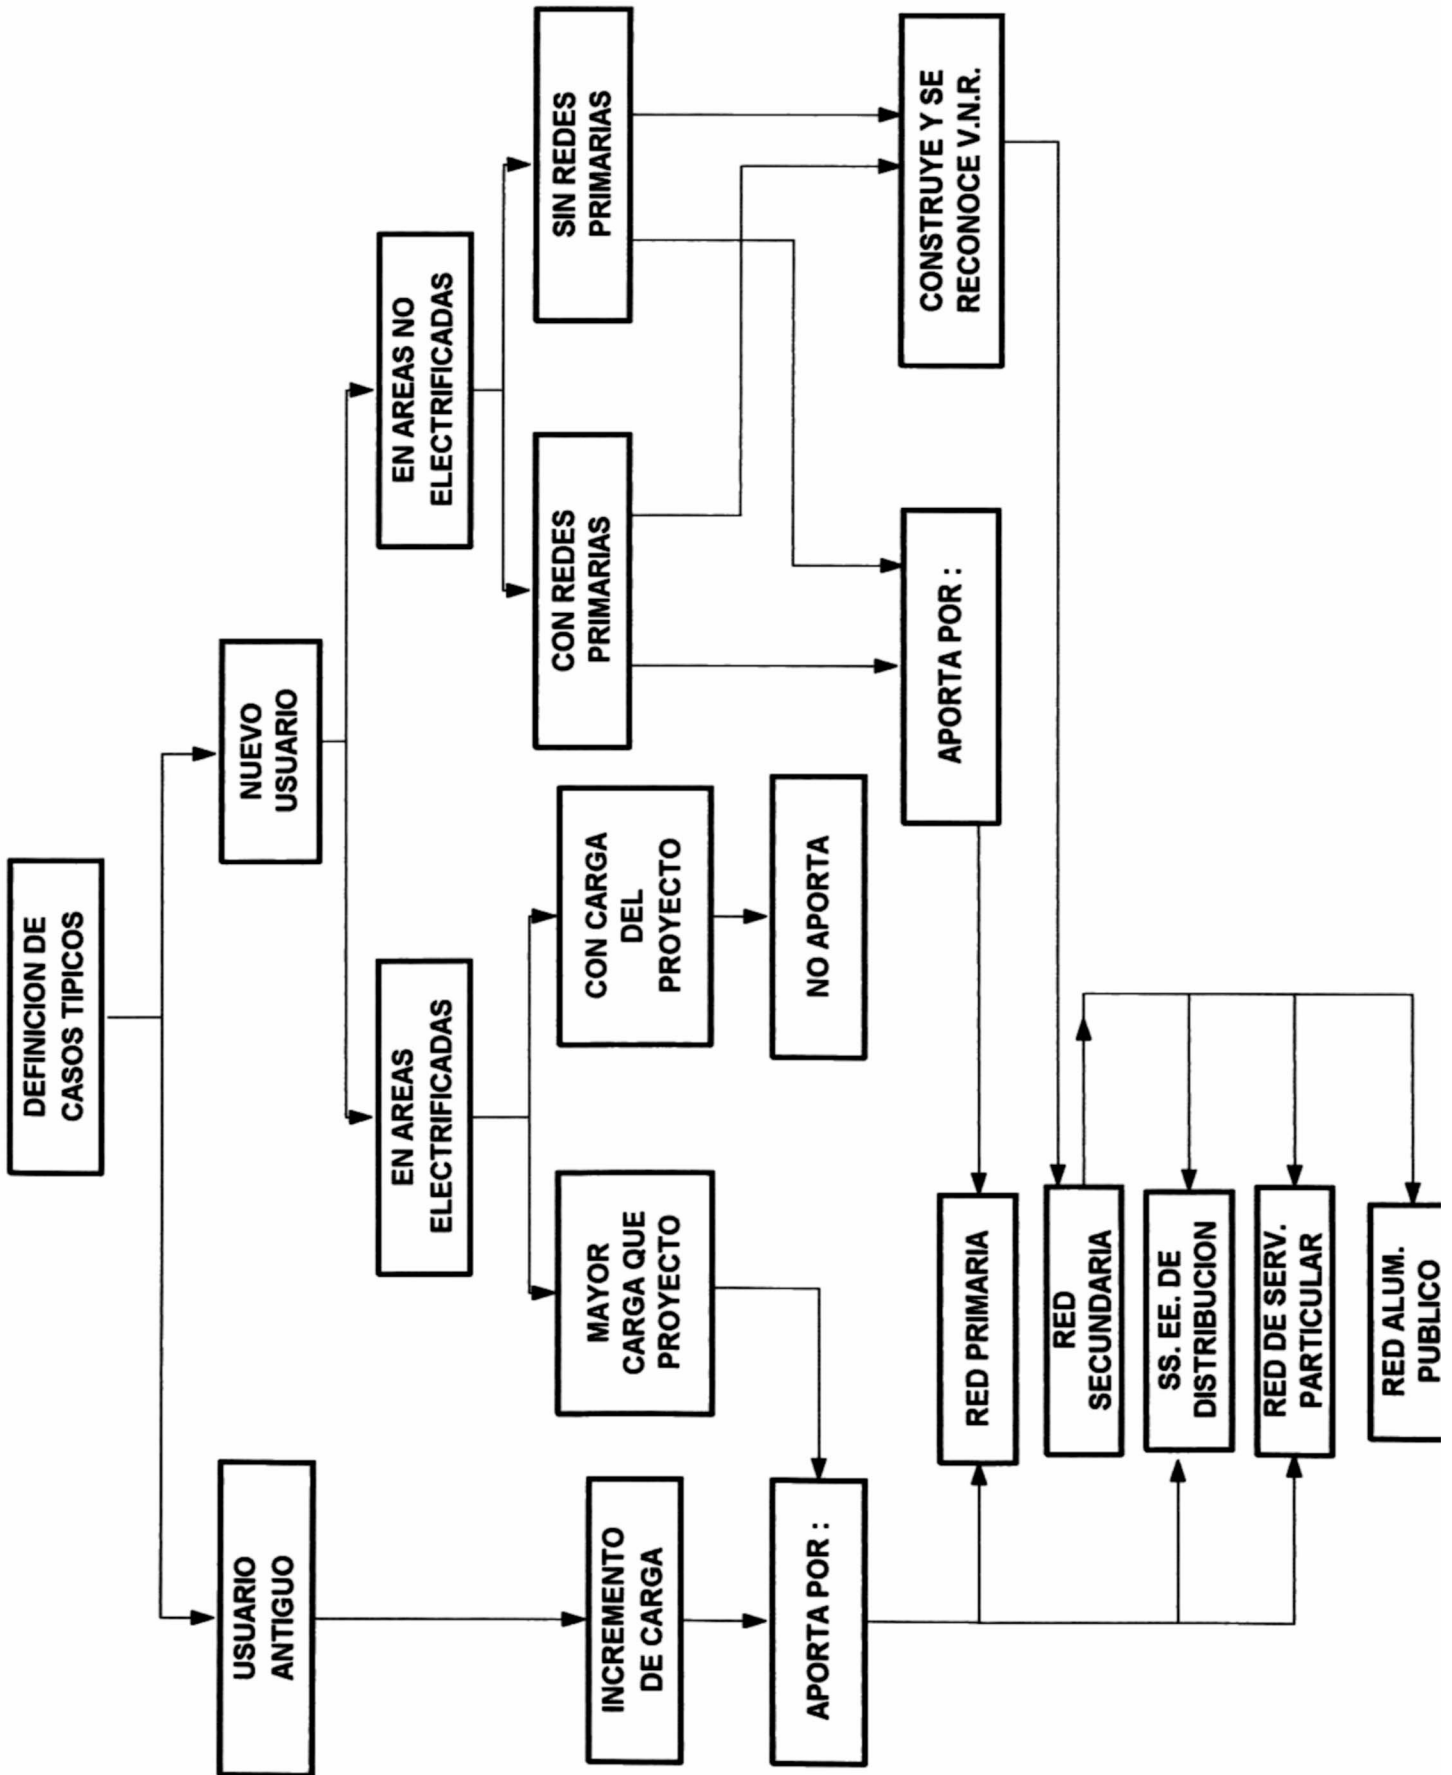 DEFINICION DE
CASOS TIPICOS
USUARIO
ANTIGUO
NUEVO
USUARIO
EN AREAS
ELECTRIFICADAS
EN AREAS NO
ELECTRIFICADAS
INCREMENTO
DE CARGA
MAYOR
CARGA QUE
PROYECTO
CON CARGA
DEL
PROYECTO
CON REDES
PRIMARIAS
SIN REDES
PRIMARIAS
APORTA POR :
NO APORTA
APORTA POR :
CONSTRUYE Y SE
RECONOCE V.N.R.
RED PRIMARIA
RED
SECUNDARIA
SS. EE. DE
DISTRIBUCION
RED DE SERV.
PARTICULAR
RED ALUM.
PUBLICO